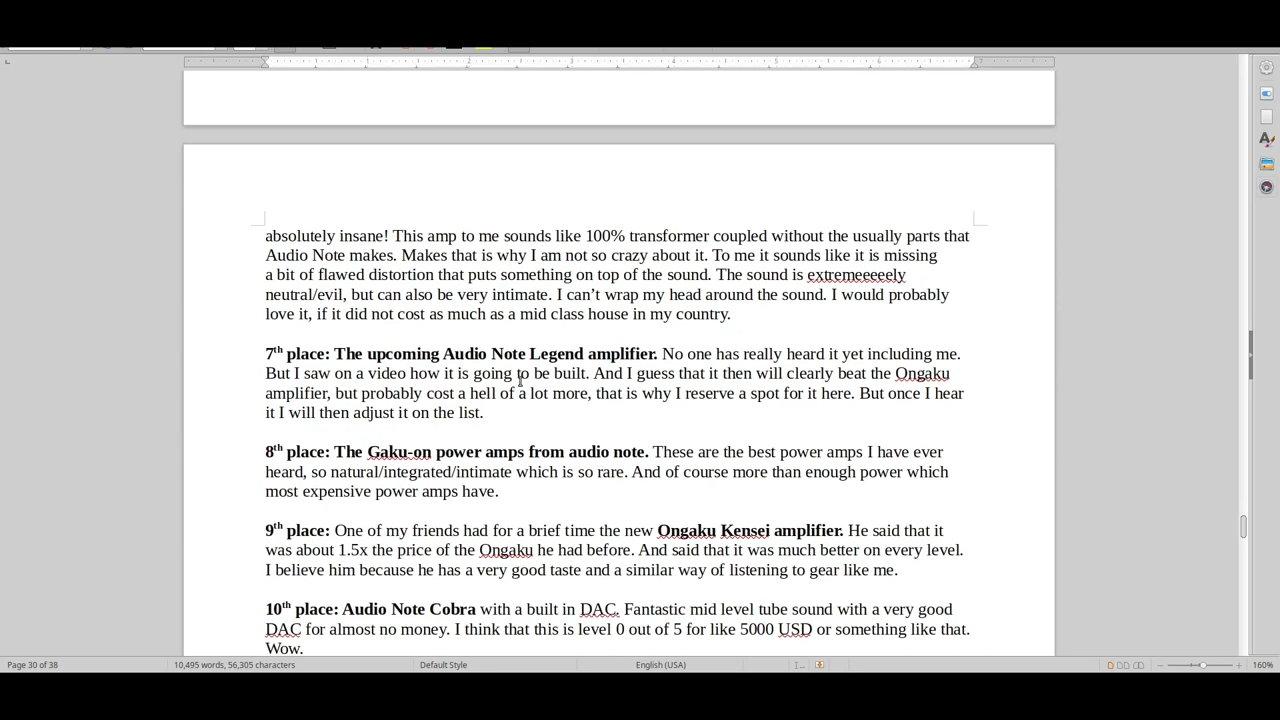 2
3
4
5
6
absolutely insane! This amp to me sounds like 100% transformer coupled without the usually parts that
Audio Note makes. Makes that is why I am not so crazy about it. To me it sounds like it is missing
a bit of flawed distortion that puts something on top of the sound. The sound is extremeeeeely
neutral/evil, but can also be very intimate. I can’t wrap my head around the sound. I would probably
love it, if it did not cost as much as a mid class house in my country.
7th place: The upcoming Audio Note Legend amplifier. No one has really heard it yet including me.
But I saw on a video how it is going to be built. And I guess that it then will clearly beat the Ongaku
amplifier, but probably cost a hell of a lot more, that is why I reserve a spot for it here. But once I hear
it I will then adjust it on the list.
8th place: The Gaku-on power amps from audio note. These are the best power amps I have ever
heard, so natural/integrated/intimate which is so rare. And of course more than enough power which
most expensive power amps have.
9th place: One of my friends had for a brief time the new Ongaku Kensei amplifier. He said that it
was about 1.5x the price of the Ongaku he had before. And said that it was much better on every level.
I believe him because he has a very good taste and a similar way of listening to gear like me.
10th place: Audio Note Cobra with a built in DAC. Fantastic mid level tube sound with a very good
DAC for almost no money. I think that this is level 0 out of 5 for like 5000 USD or something like that.
Wow.
Page 30 of 38
10,495 words, 56,305 characters
Default Style
English (USA)
160%